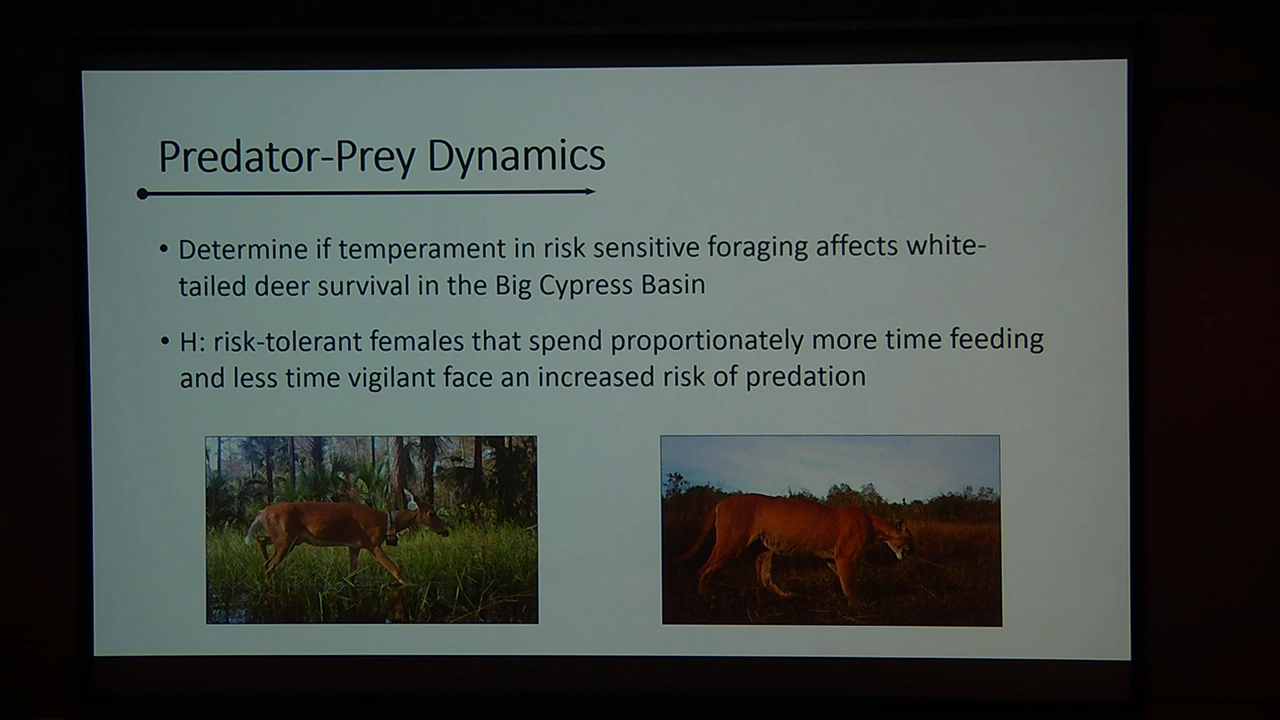 Predator-Prey Dynamics
• Determine if temperament in risk sensitive foraging affects white-
tailed deer survival in the Big Cypress Basin
• H: risk-tolerant females that spend proportionately more time feeding
and less time vigilant face an increased risk of predation